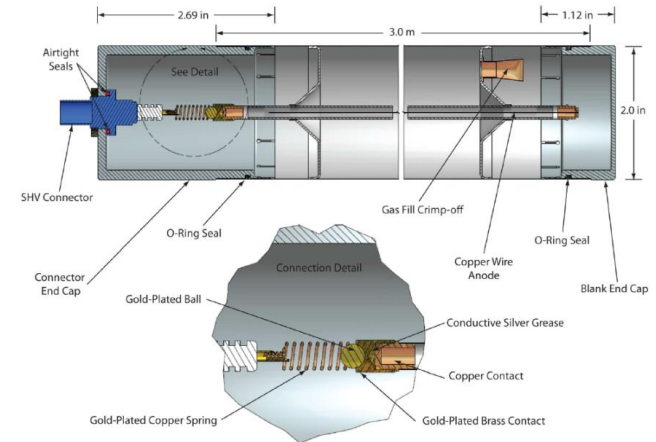 2.69 in
1.12 in
3.0 m
Airtight
Seals
See Detail
2.0 in
SHV Connector
Gas Fill Crimp-off
O-Ring Seal
O-Ring Seal
Copper Wire
Anode
Connector
End Cap
Blank End Cap
Connection Detail
Gold-Plated Ball
Conductive Silver Grease
Copper Contact
Gold-Plated Copper Spring
Gold-Plated Brass Contact